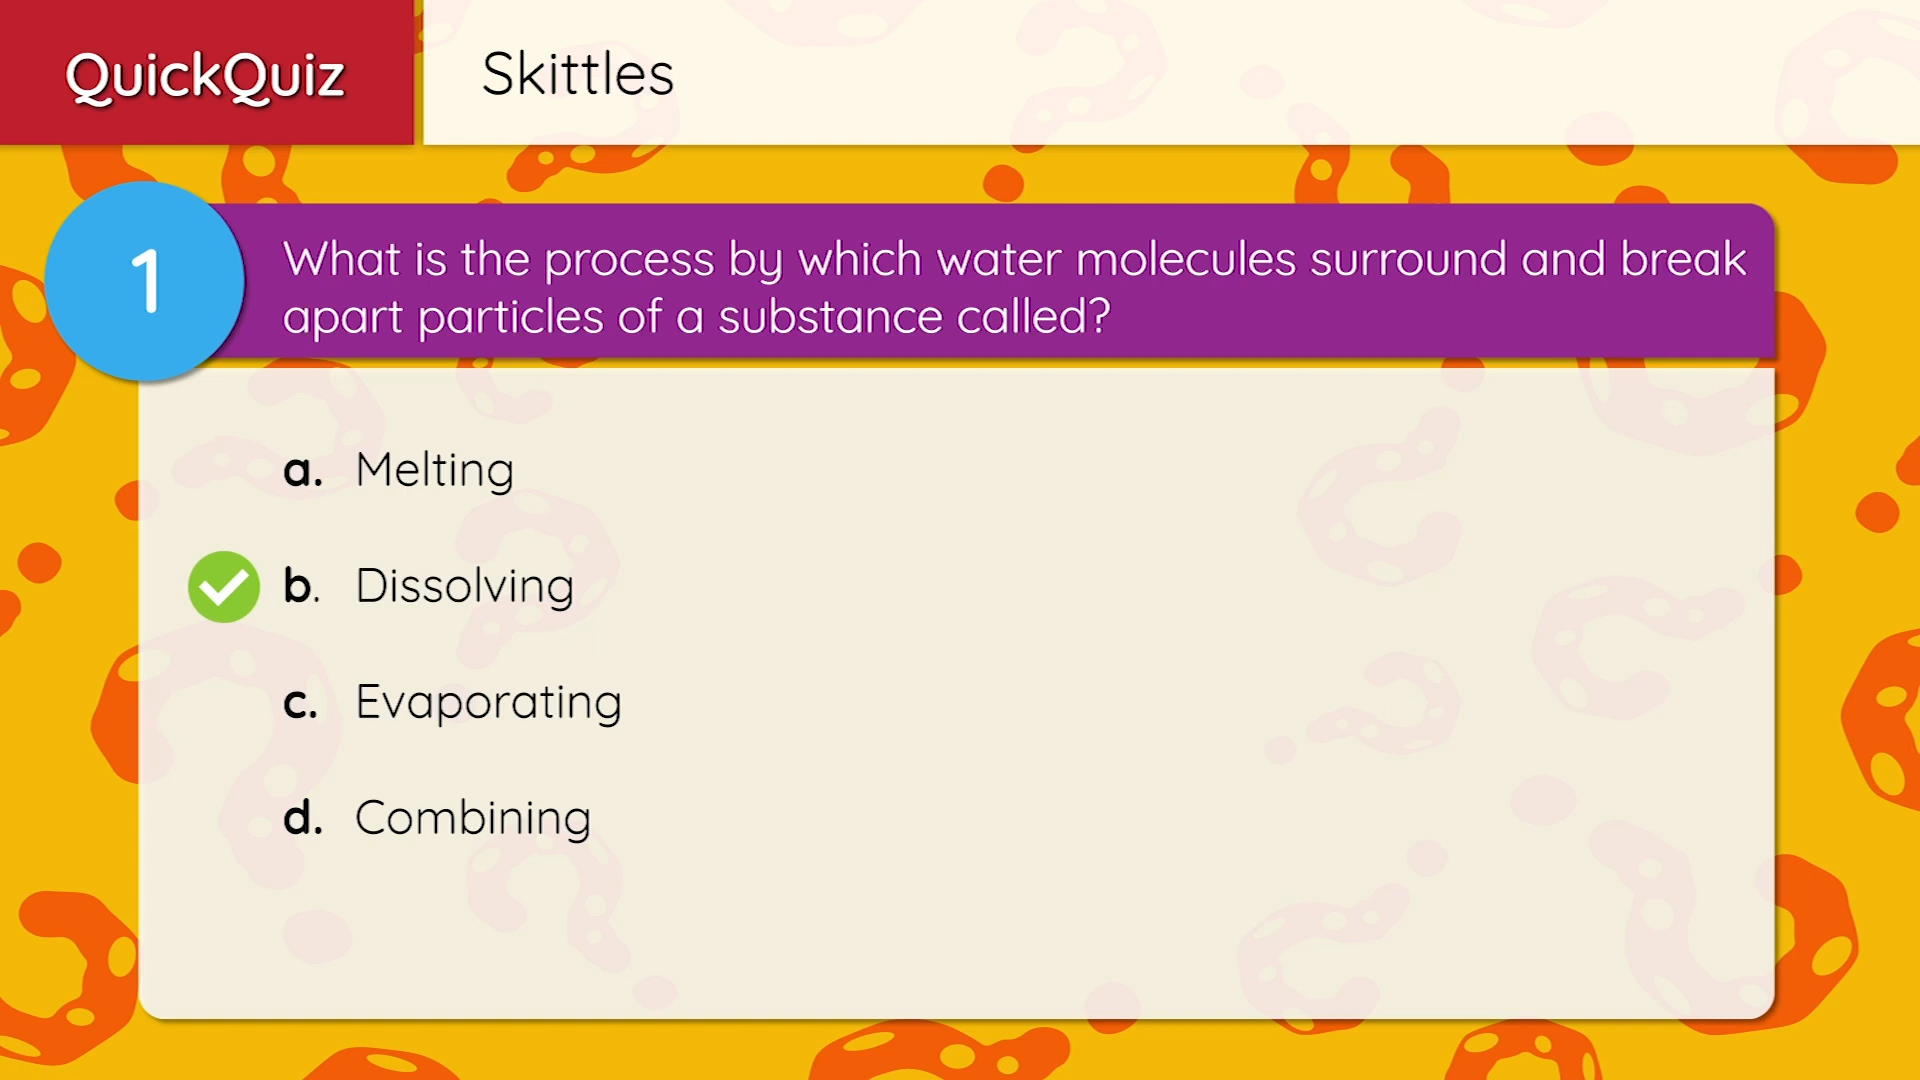 QuickQuiz
Skittles
1
What is the process by which water molecules surround and break
apart particles of a substance called?
a. Melting
b. Dissolving
c. Evaporating
d. Combining